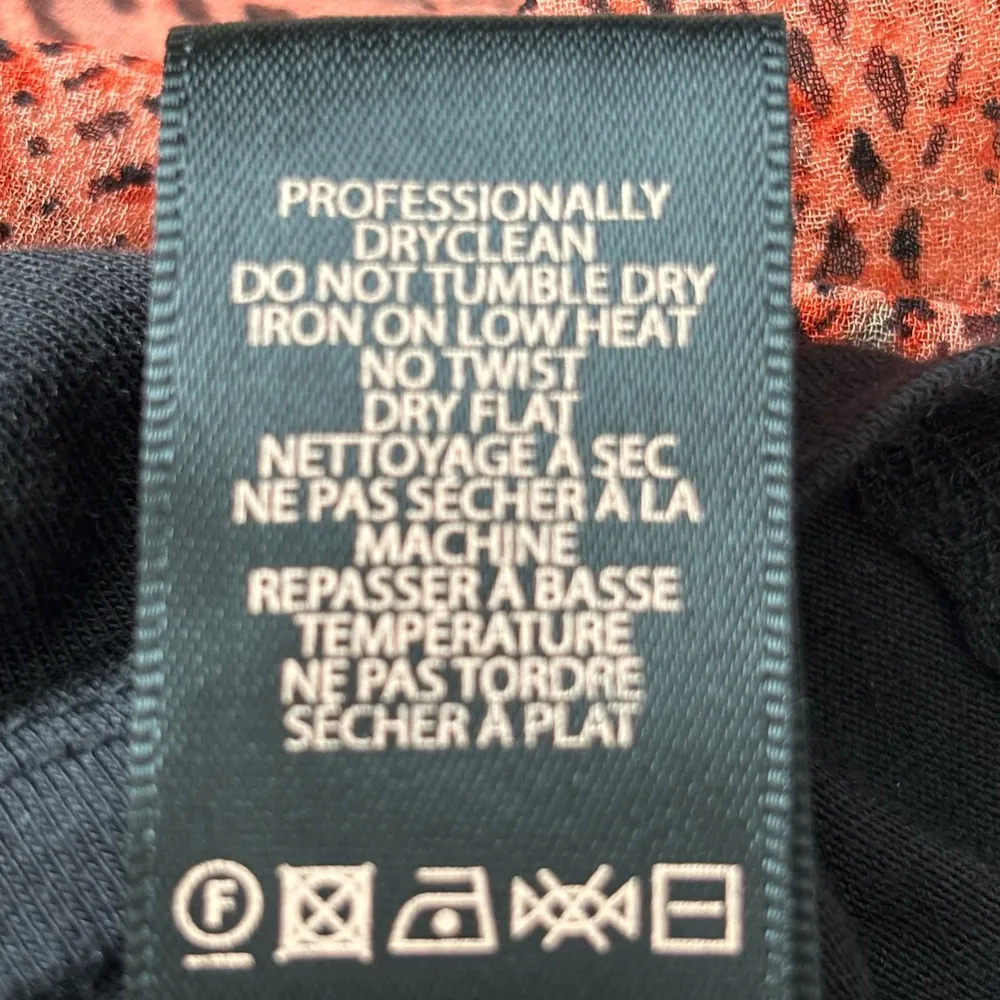 PROFESSIONALLY
DRYCLEAN
DO NOT TUMBLE DRY
IRON ON LOW HEAT
NO TWIST
DRY FLAT
NETTOYAGE À SEC
NE PAS SÉCHER À LA
MACHINE
REPASSER À BASSE
TEMPÉRATURE
NE PAS TORDRE
SÉCHER À PLAT
F